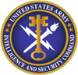 UNITED STATES ARMY
INTELLIGENCE AND SECURITY COMMAND